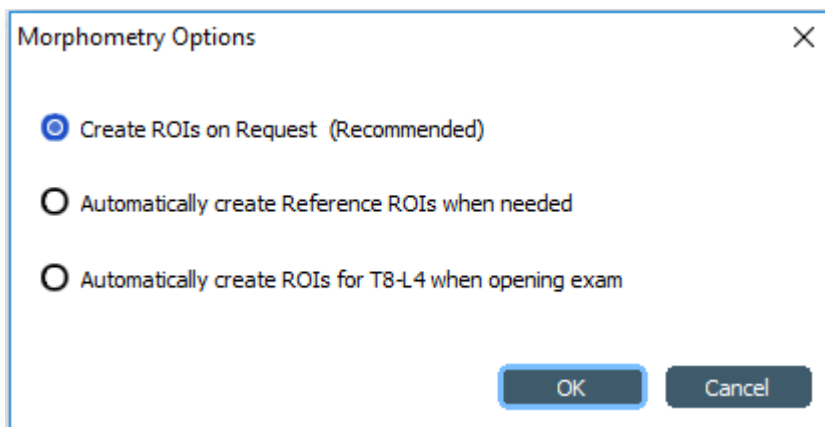 Morphometry Options
Create ROIs on Request (Recommended)
Automatically create Reference ROIs when needed
Automatically create ROIs for T8-L4 when opening exam
OK Cancel